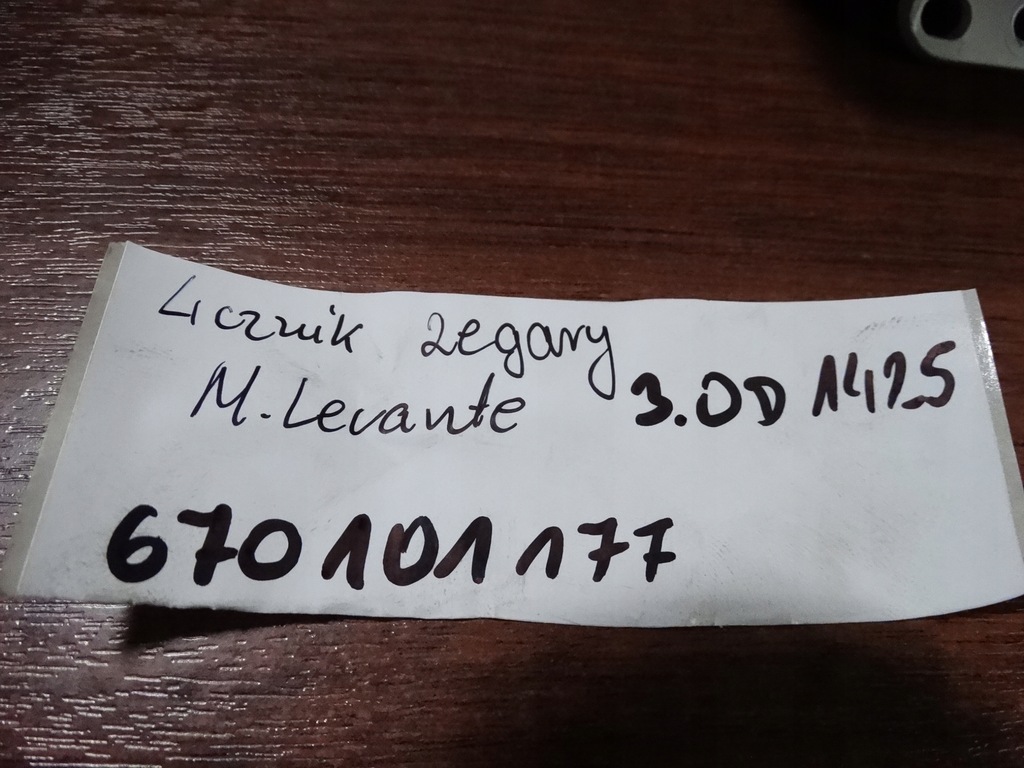 Licznik zegary
M. Levante 3.0D 1425
670101177